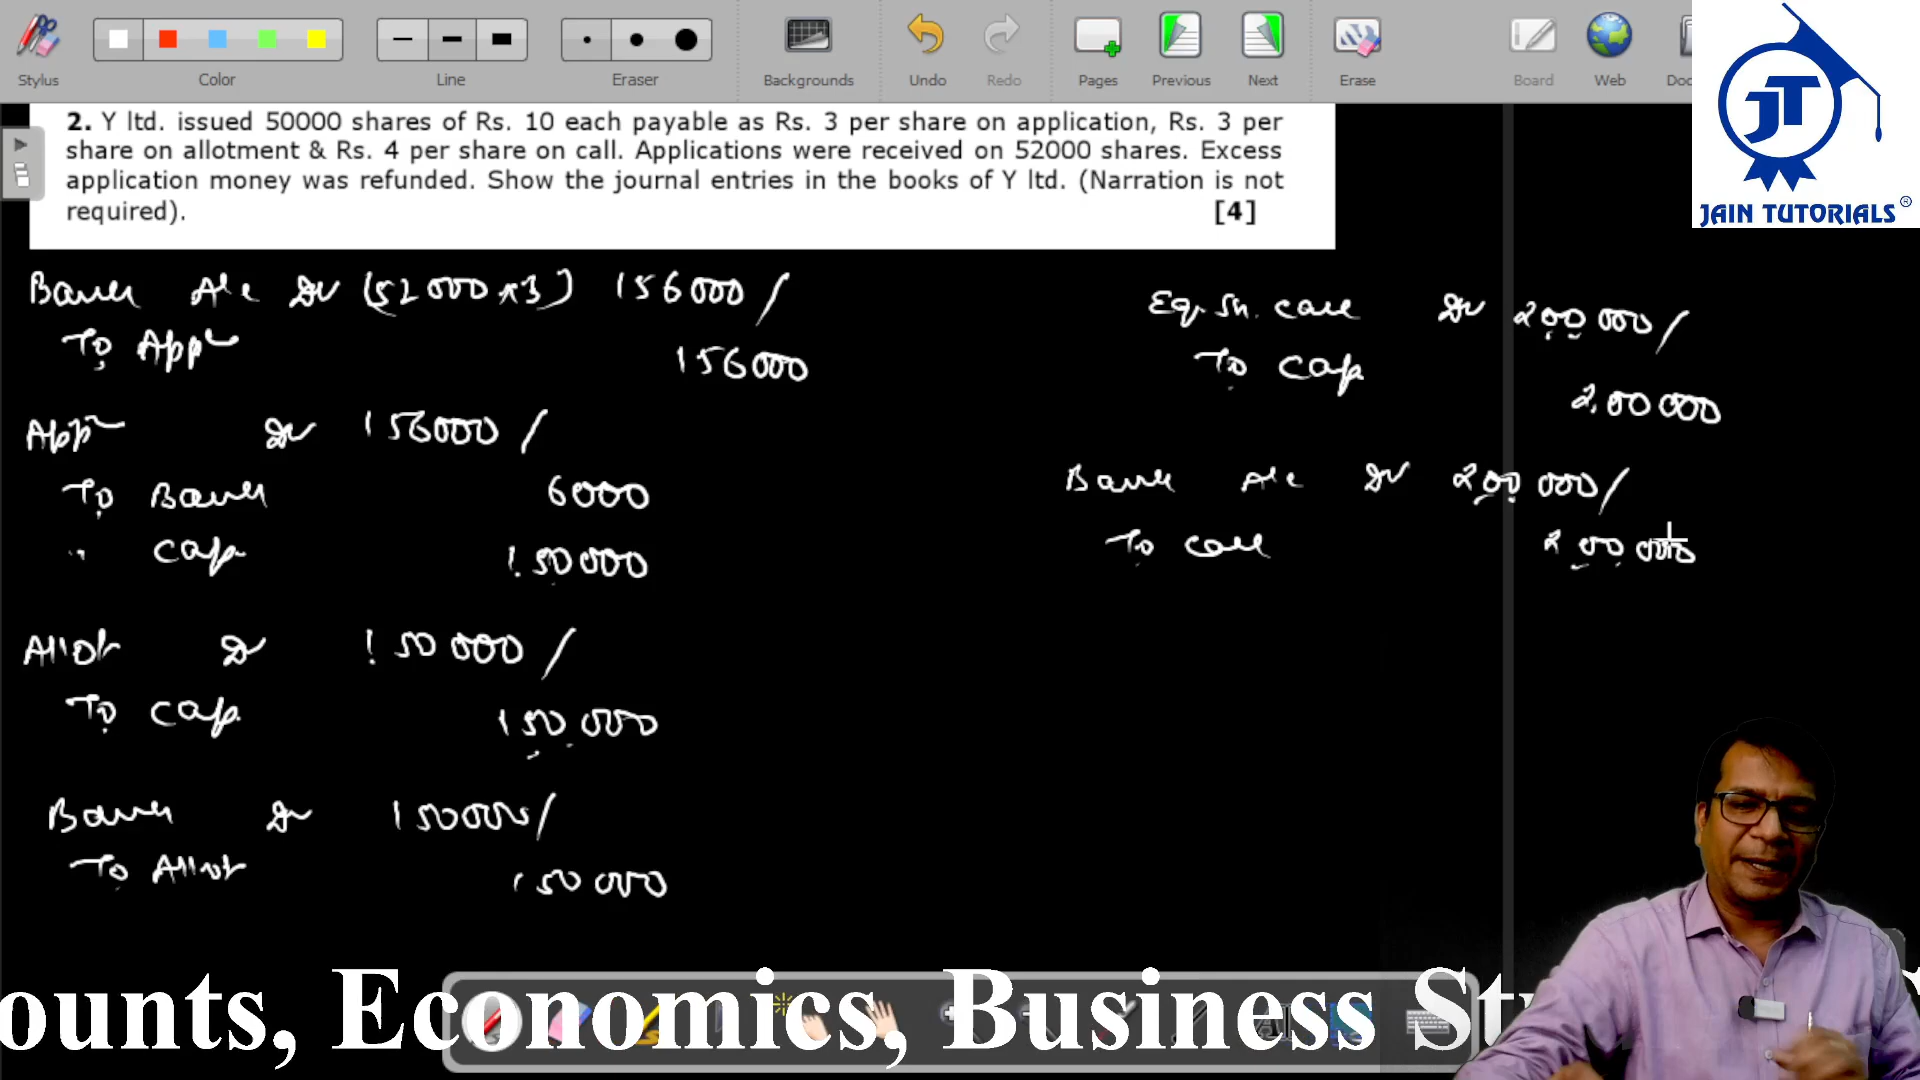 Stylus Color Line Eraser Backgrounds Undo Redo Pages Previous Next Erase Board Web
JT
JAIN TUTORIALS®
2. Y ltd. issued 50000 shares of Rs. 10 each payable as Rs. 3 per share on application, Rs. 3 per
share on allotment & Rs. 4 per share on call. Applications were received on 52000 shares. Excess
application money was refunded. Show the journal entries in the books of Y ltd. (Narration is not
required). [4]
Bank A/c Dr (52000 x 3) 156000 /
To Appn
156000
Appn Dr 156000 /
To Bank 6000
" Cap 150000
Allot Dr 150000 /
To Cap 150000
Bank Dr 150000 /
To Allot 150000
Eq. Sh. Call Dr 200000 /
To Cap
200000
Bank A/c Dr 200000 /
To Call 200000
ounts, Economics, Business St